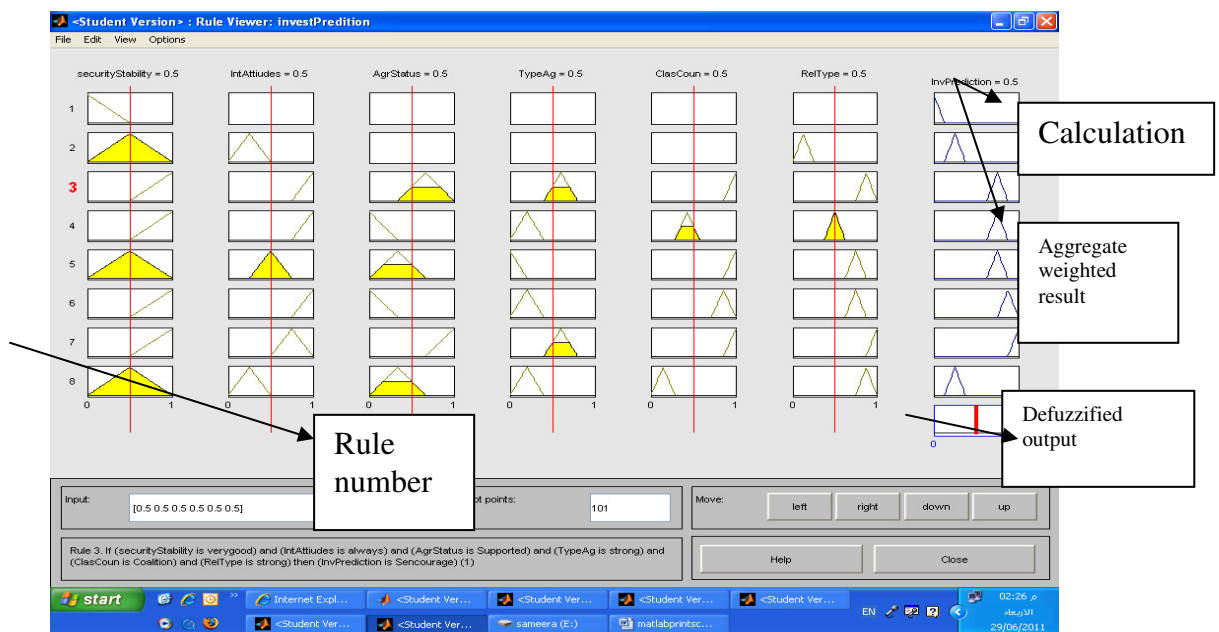 <Student Version> : Rule Viewer: investPredition
File Edit View Options
securityStability = 0.5 IntAttiudes = 0.5 AgrStatus = 0.5 TypeAg = 0.5 ClasCoun = 0.5 RelType = 0.5 InvPrediction = 0.5
1
2
3
4
5
6
7
8
0 1 0 1 0 1 0 1 0 1 0 1
0
Calculation
Aggregate
weighted
result
Defuzzified
output
Rule
number
Input:
[0.5 0.5 0.5 0.5 0.5 0.5]
points:
101
Move:
left right down up
Rule 3. If (securityStability is verygood) and (IntAttiudes is always) and (AgrStatus is Supported) and (TypeAg is strong) and
(ClasCoun is Coalition) and (RelType is strong) then (InvPrediction is Sencourage) (1)
Help Close
start Internet Expl... <Student Ver... <Student Ver... <Student Ver... <Student Ver... EN 02:26 م
<Student Ver... <Student Ver... sameera (E:) matlabprintsc... الأربعاء
29/06/2011